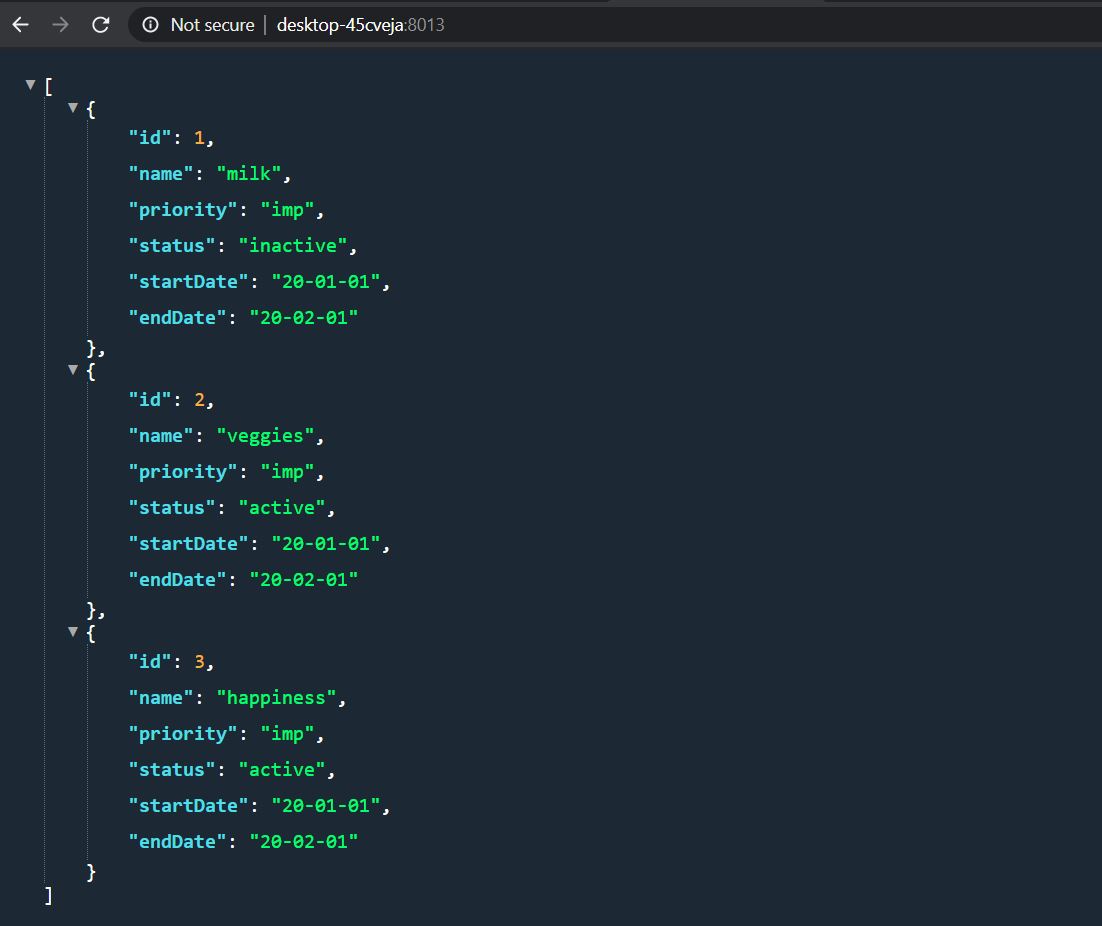 Not secure | desktop-45cveja:8013
[
{
"id": 1,
"name": "milk",
"priority": "imp",
"status": "inactive",
"startDate": "20-01-01",
"endDate": "20-02-01"
},
{
"id": 2,
"name": "veggies",
"priority": "imp",
"status": "active",
"startDate": "20-01-01",
"endDate": "20-02-01"
},
{
"id": 3,
"name": "happiness",
"priority": "imp",
"status": "active",
"startDate": "20-01-01",
"endDate": "20-02-01"
}
]